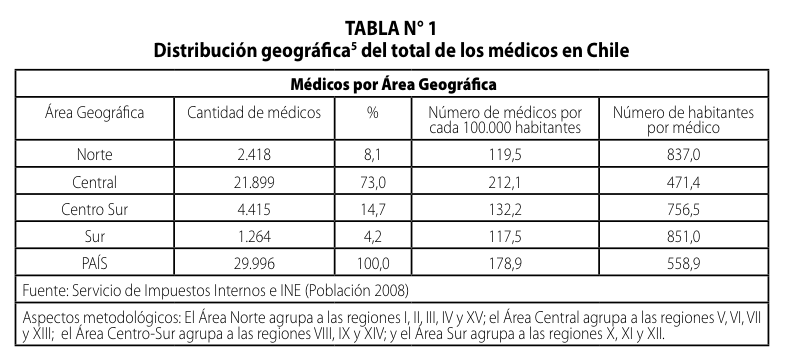 TABLA N° 1
Distribución geográfica⁵ del total de los médicos en Chile
Médicos por Área Geográfica
Área Geográfica Cantidad de médicos % Número de médicos por cada 100.000 habitantes Número de habitantes por médico
Norte 2.418 8,1 119,5 837,0
Central 21.899 73,0 212,1 471,4
Centro Sur 4.415 14,7 132,2 756,5
Sur 1.264 4,2 117,5 851,0
PAÍS 29.996 100,0 178,9 558,9
Fuente: Servicio de Impuestos Internos e INE (Población 2008)
Aspectos metodológicos: El Área Norte agrupa a las regiones I, II, III, IV y XV; el Área Central agrupa a las regiones V, VI, VII
y XIII; el Área Centro-Sur agrupa a las regiones VIII, IX y XIV; y el Área Sur agrupa a las regiones X, XI y XII.